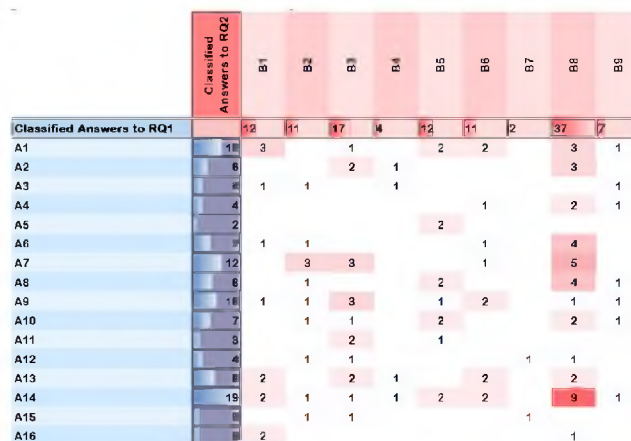 Classified Answers to RQ2 B1 B2 B3 B4 B5 B6 B7 B8 B9
Classified Answers to RQ1 12 11 17 4 12 11 2 37 7
A1 3 1 2 2 3 1
A2 6 2 1 3
A3 1 1 1 1
A4 4 1 2 1
A5 2 2
A6 1 1 1 4
A7 12 3 3 1 5
A8 8 1 2 4 1
A9 1 1 3 1 2 1 1
A10 7 1 1 2 2 1
A11 3 2 1
A12 4 1 1 1 1
A13 2 2 1 2 2
A14 19 2 1 1 1 2 2 9 1
A15 1 1 1
A16 2 1